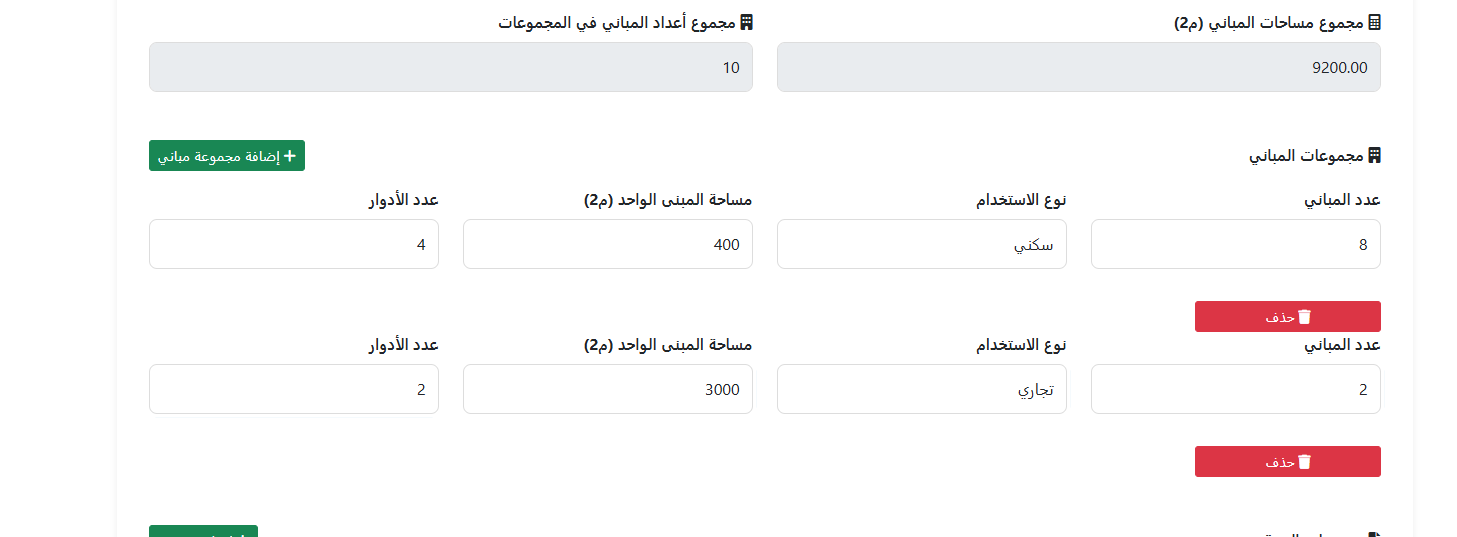 مجموع مساحات المباني (م2)
مجموع أعداد المباني في المجموعات
9200.00
10
مجموعات المباني
إضافة مجموعة مباني
عدد المباني
نوع الاستخدام
مساحة المبنى الواحد (م2)
عدد الأدوار
8
سكني
400
4
حذف
عدد المباني
نوع الاستخدام
مساحة المبنى الواحد (م2)
عدد الأدوار
2
تجاري
3000
2
حذف